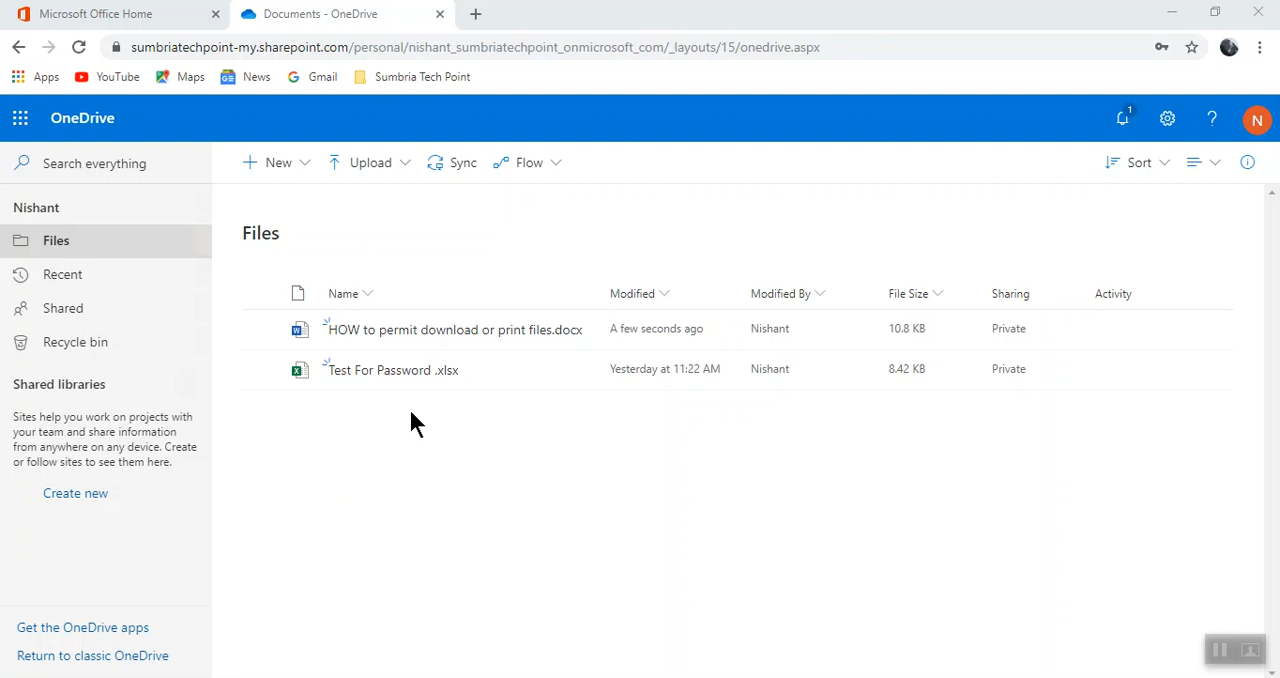 Microsoft Office Home
Documents - OneDrive
sumbriatechpoint-my.sharepoint.com/personal/nishant_sumbriatechpoint_onmicrosoft_com/_layouts/15/onedrive.aspx
Apps YouTube Maps News Gmail Sumbria Tech Point
OneDrive 1 ? N
Search everything
New Upload Sync Flow Sort
Nishant
Files
Recent
Shared
Recycle bin
Shared libraries
Sites help you work on projects with
your team and share information
from anywhere on any device. Create
or follow sites to see them here.
Create new
Get the OneDrive apps
Return to classic OneDrive
Files
Name Modified Modified By File Size Sharing Activity
HOW to permit download or print files.docx A few seconds ago Nishant 10.8 KB Private
Test For Password .xlsx Yesterday at 11:22 AM Nishant 8.42 KB Private